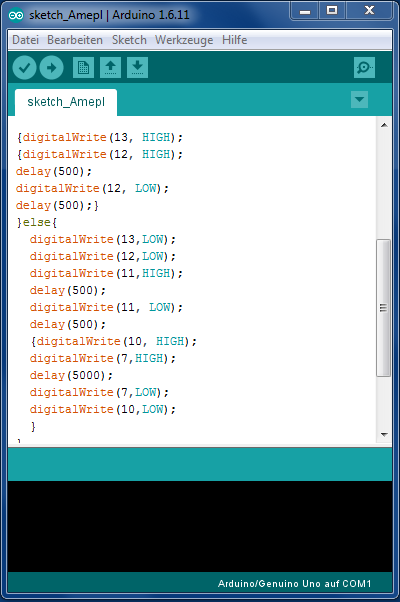 sketch_Amepl | Arduino 1.6.11
Datei Bearbeiten Sketch Werkzeuge Hilfe
sketch_Amepl
{digitalWrite(13, HIGH);
{digitalWrite(12, HIGH);
delay(500);
digitalWrite(12, LOW);
delay(500);}
}else{
digitalWrite(13,LOW);
digitalWrite(12,LOW);
digitalWrite(11,HIGH);
delay(500);
digitalWrite(11, LOW);
delay(500);
{digitalWrite(10, HIGH);
digitalWrite(7,HIGH);
delay(5000);
digitalWrite(7,LOW);
digitalWrite(10,LOW);
}
}
Arduino/Genuino Uno auf COM1